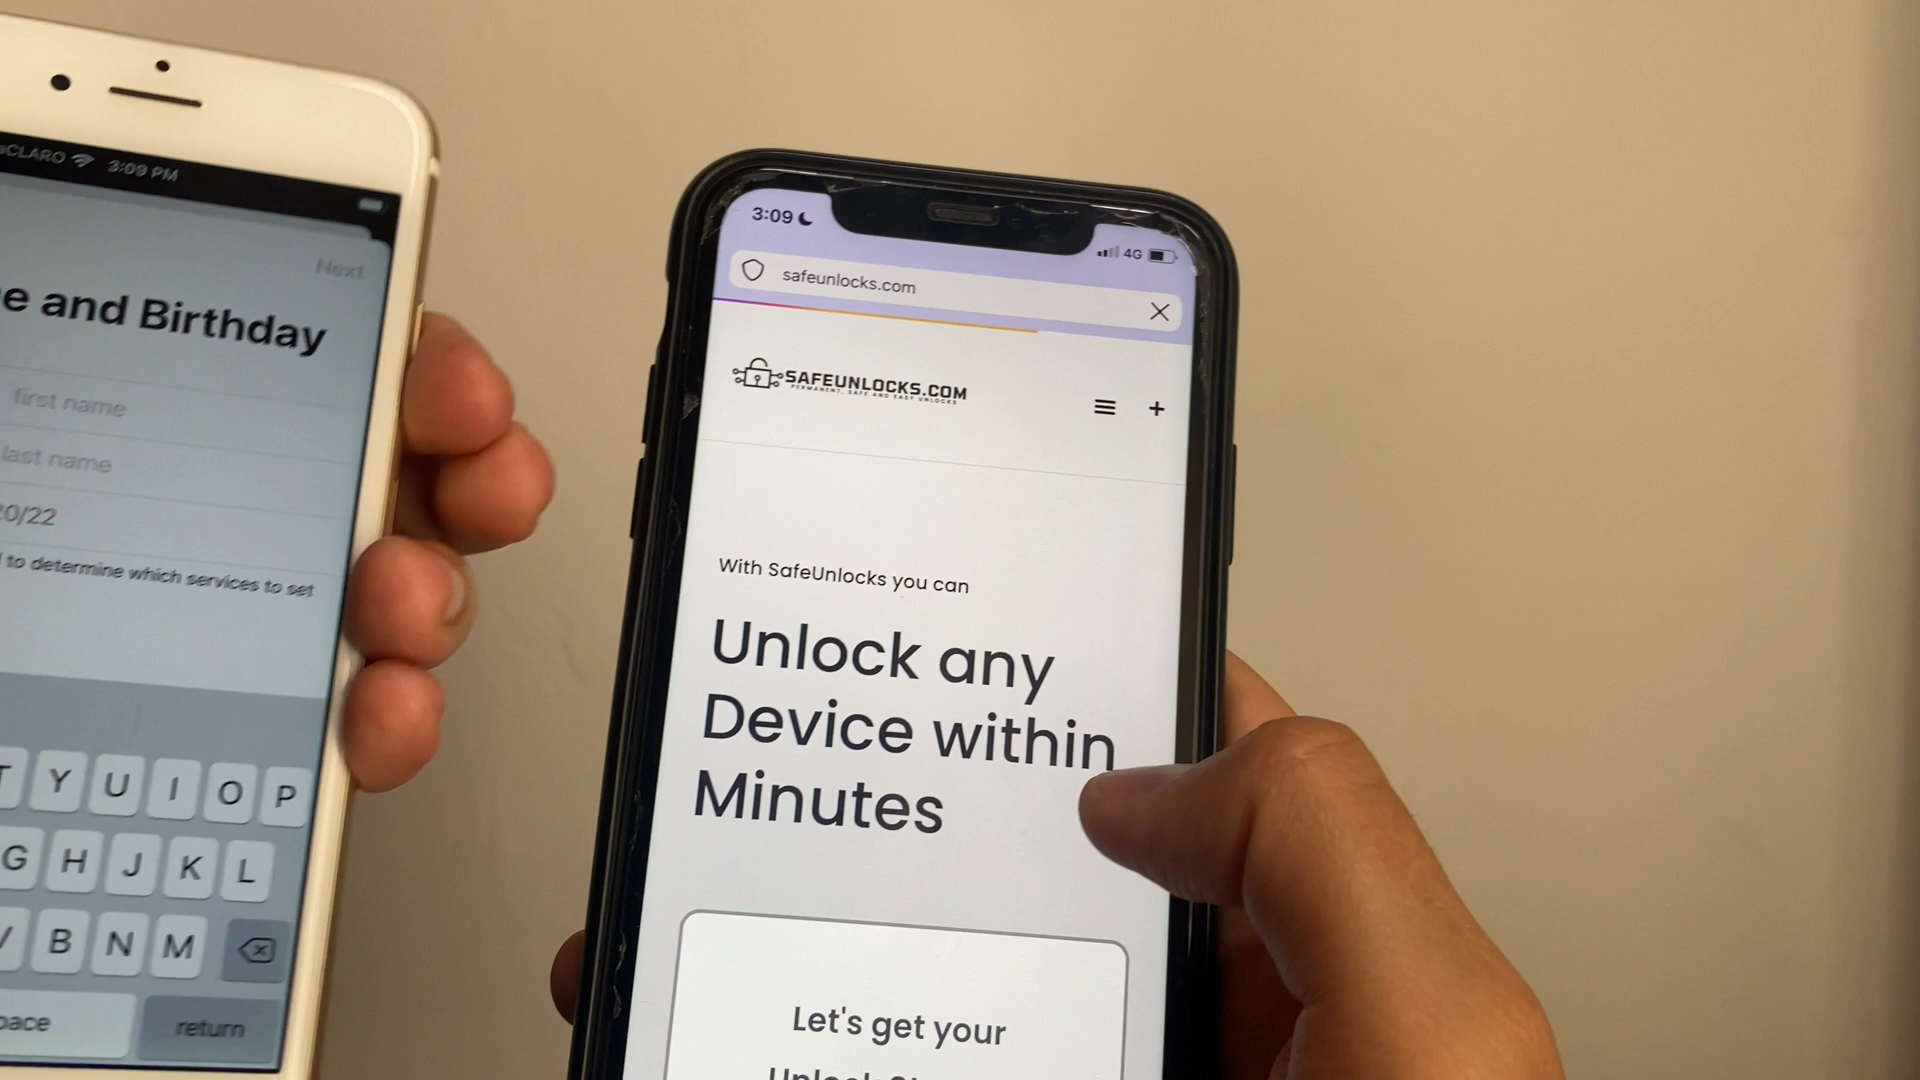 CLARO 3:09 PM
Next
e and Birthday
first name
last name
20/22
to determine which services to set
Y U I O P
G H J K L
V B N M
return
3:09
4G
safeunlocks.com
SAFEUNLOCKS.COM
PERMANENT, SAFE AND EASY UNLOCKS
With SafeUnlocks you can
Unlock any
Device within
Minutes
Let's get your